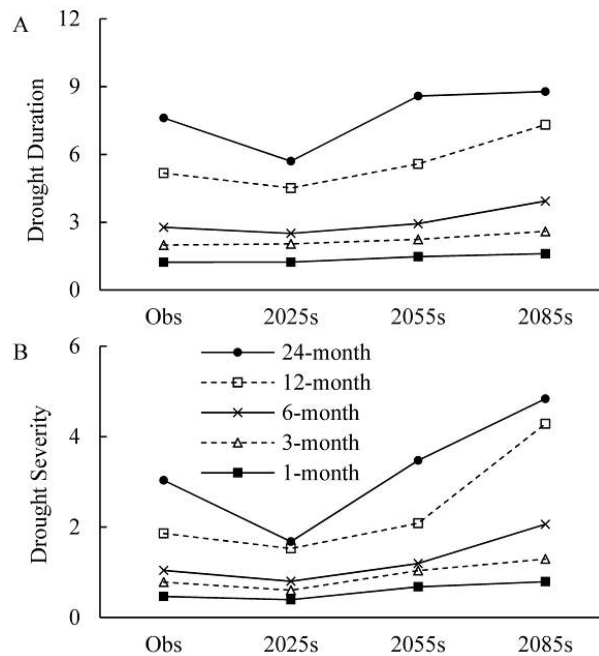 A
12
9
6
3
0
Drought Duration
Obs 2025s 2055s 2085s
B
6
4
2
0
Drought Severity
24-month
12-month
6-month
3-month
1-month
Obs 2025s 2055s 2085s